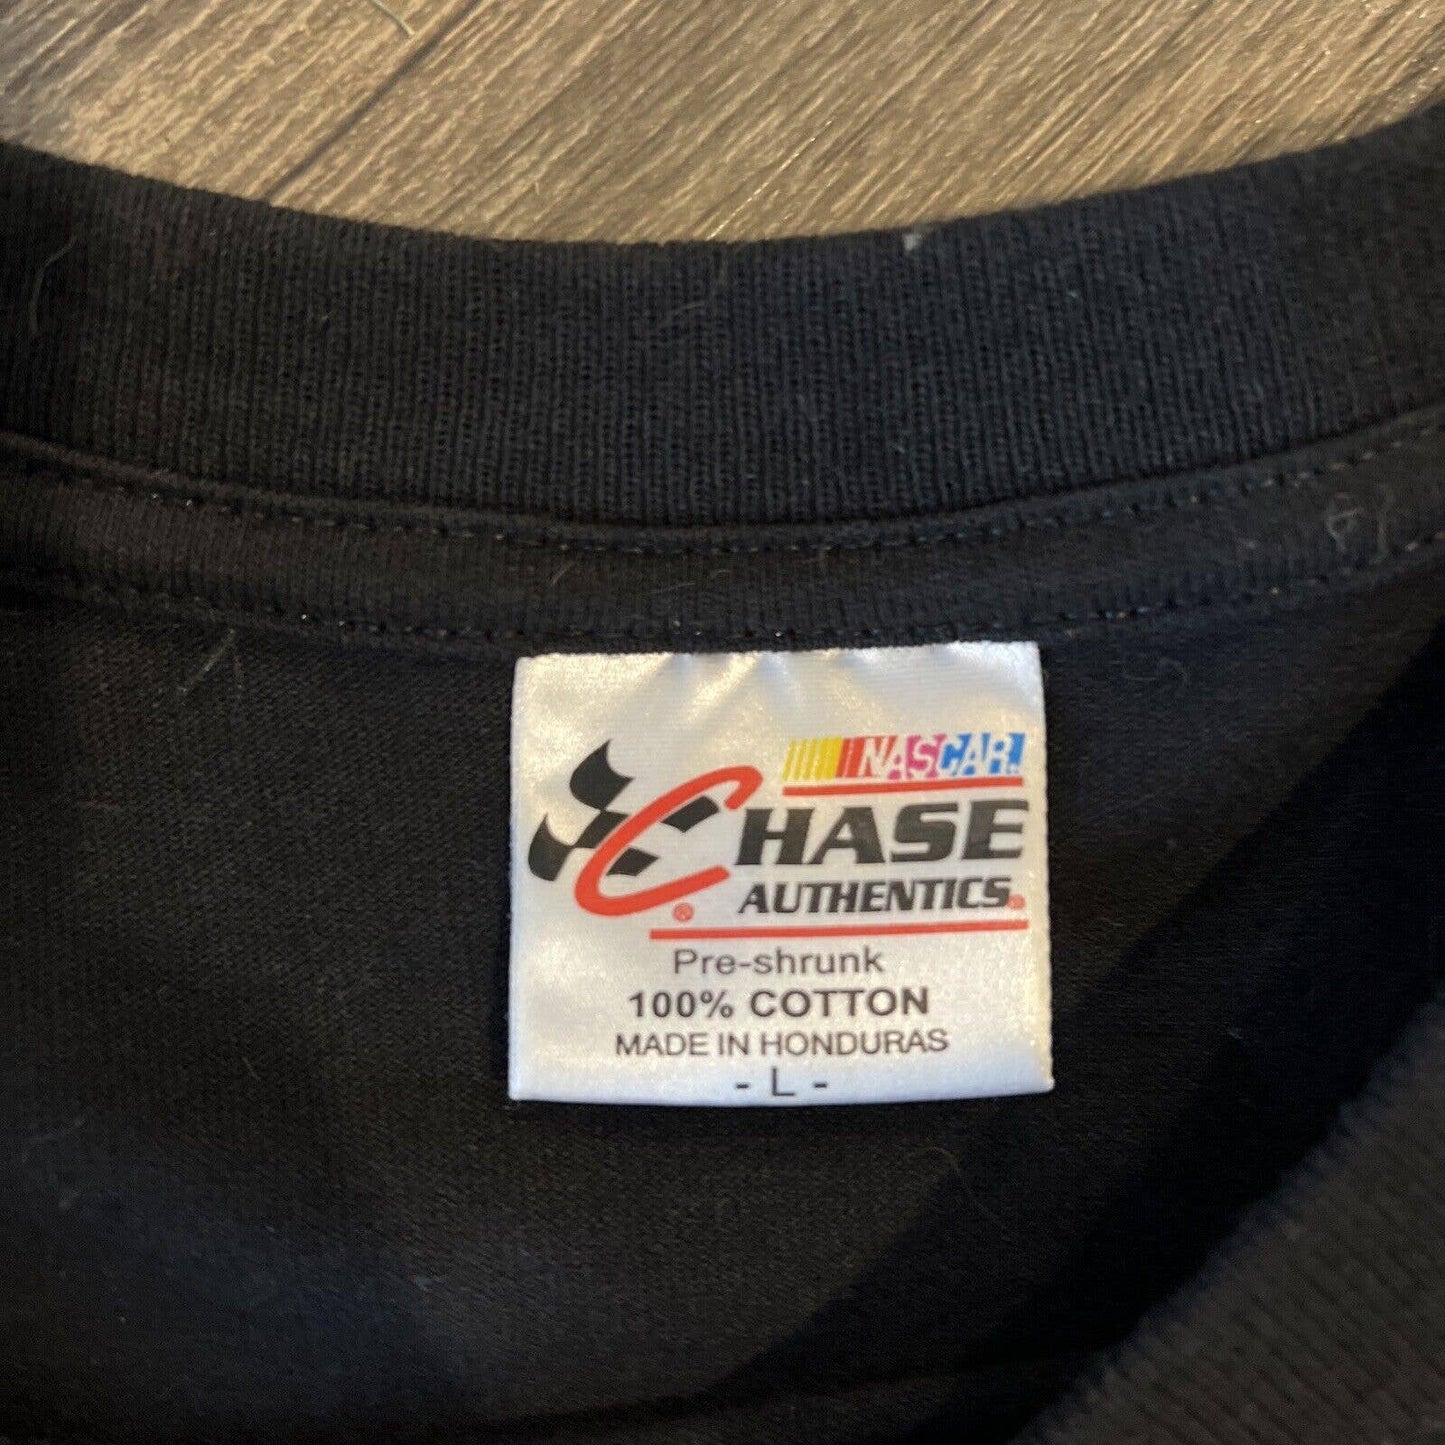 NASCAR.
CHASE
AUTHENTICS®
®
Pre-shrunk
100% COTTON
MADE IN HONDURAS
- L -